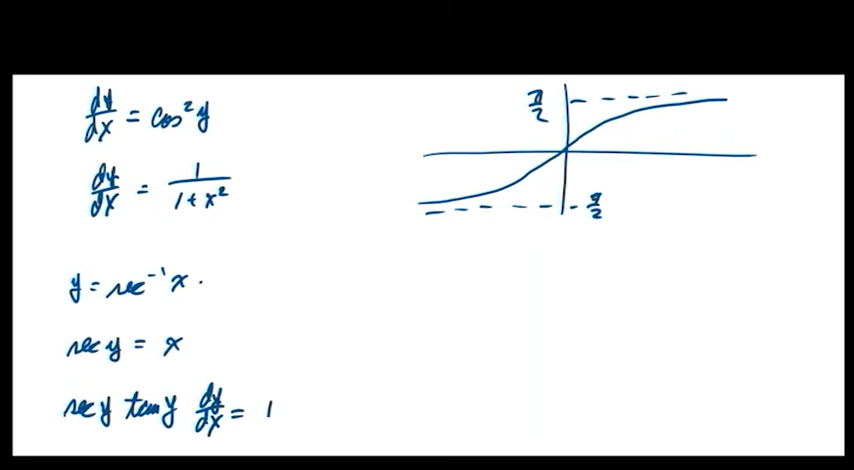 dy/dx = cos²y
dy/dx = 1/(1+x²)
y = sec⁻¹x.
sec y = x
sec y tan y dy/dx = 1
π/2
-π/2